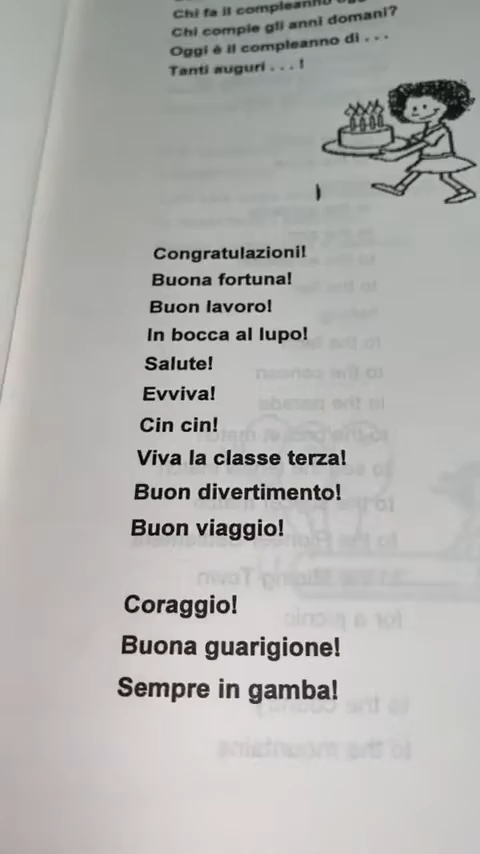 Chi fa il compleanno
Chi compie gli anni domani?
Oggi è il compleanno di . . .
Tanti auguri . . . !
Congratulazioni!
Buona fortuna!
Buon lavoro!
In bocca al lupo!
Salute!
Evviva!
Cin cin!
Viva la classe terza!
Buon divertimento!
Buon viaggio!
Coraggio!
Buona guarigione!
Sempre in gamba!